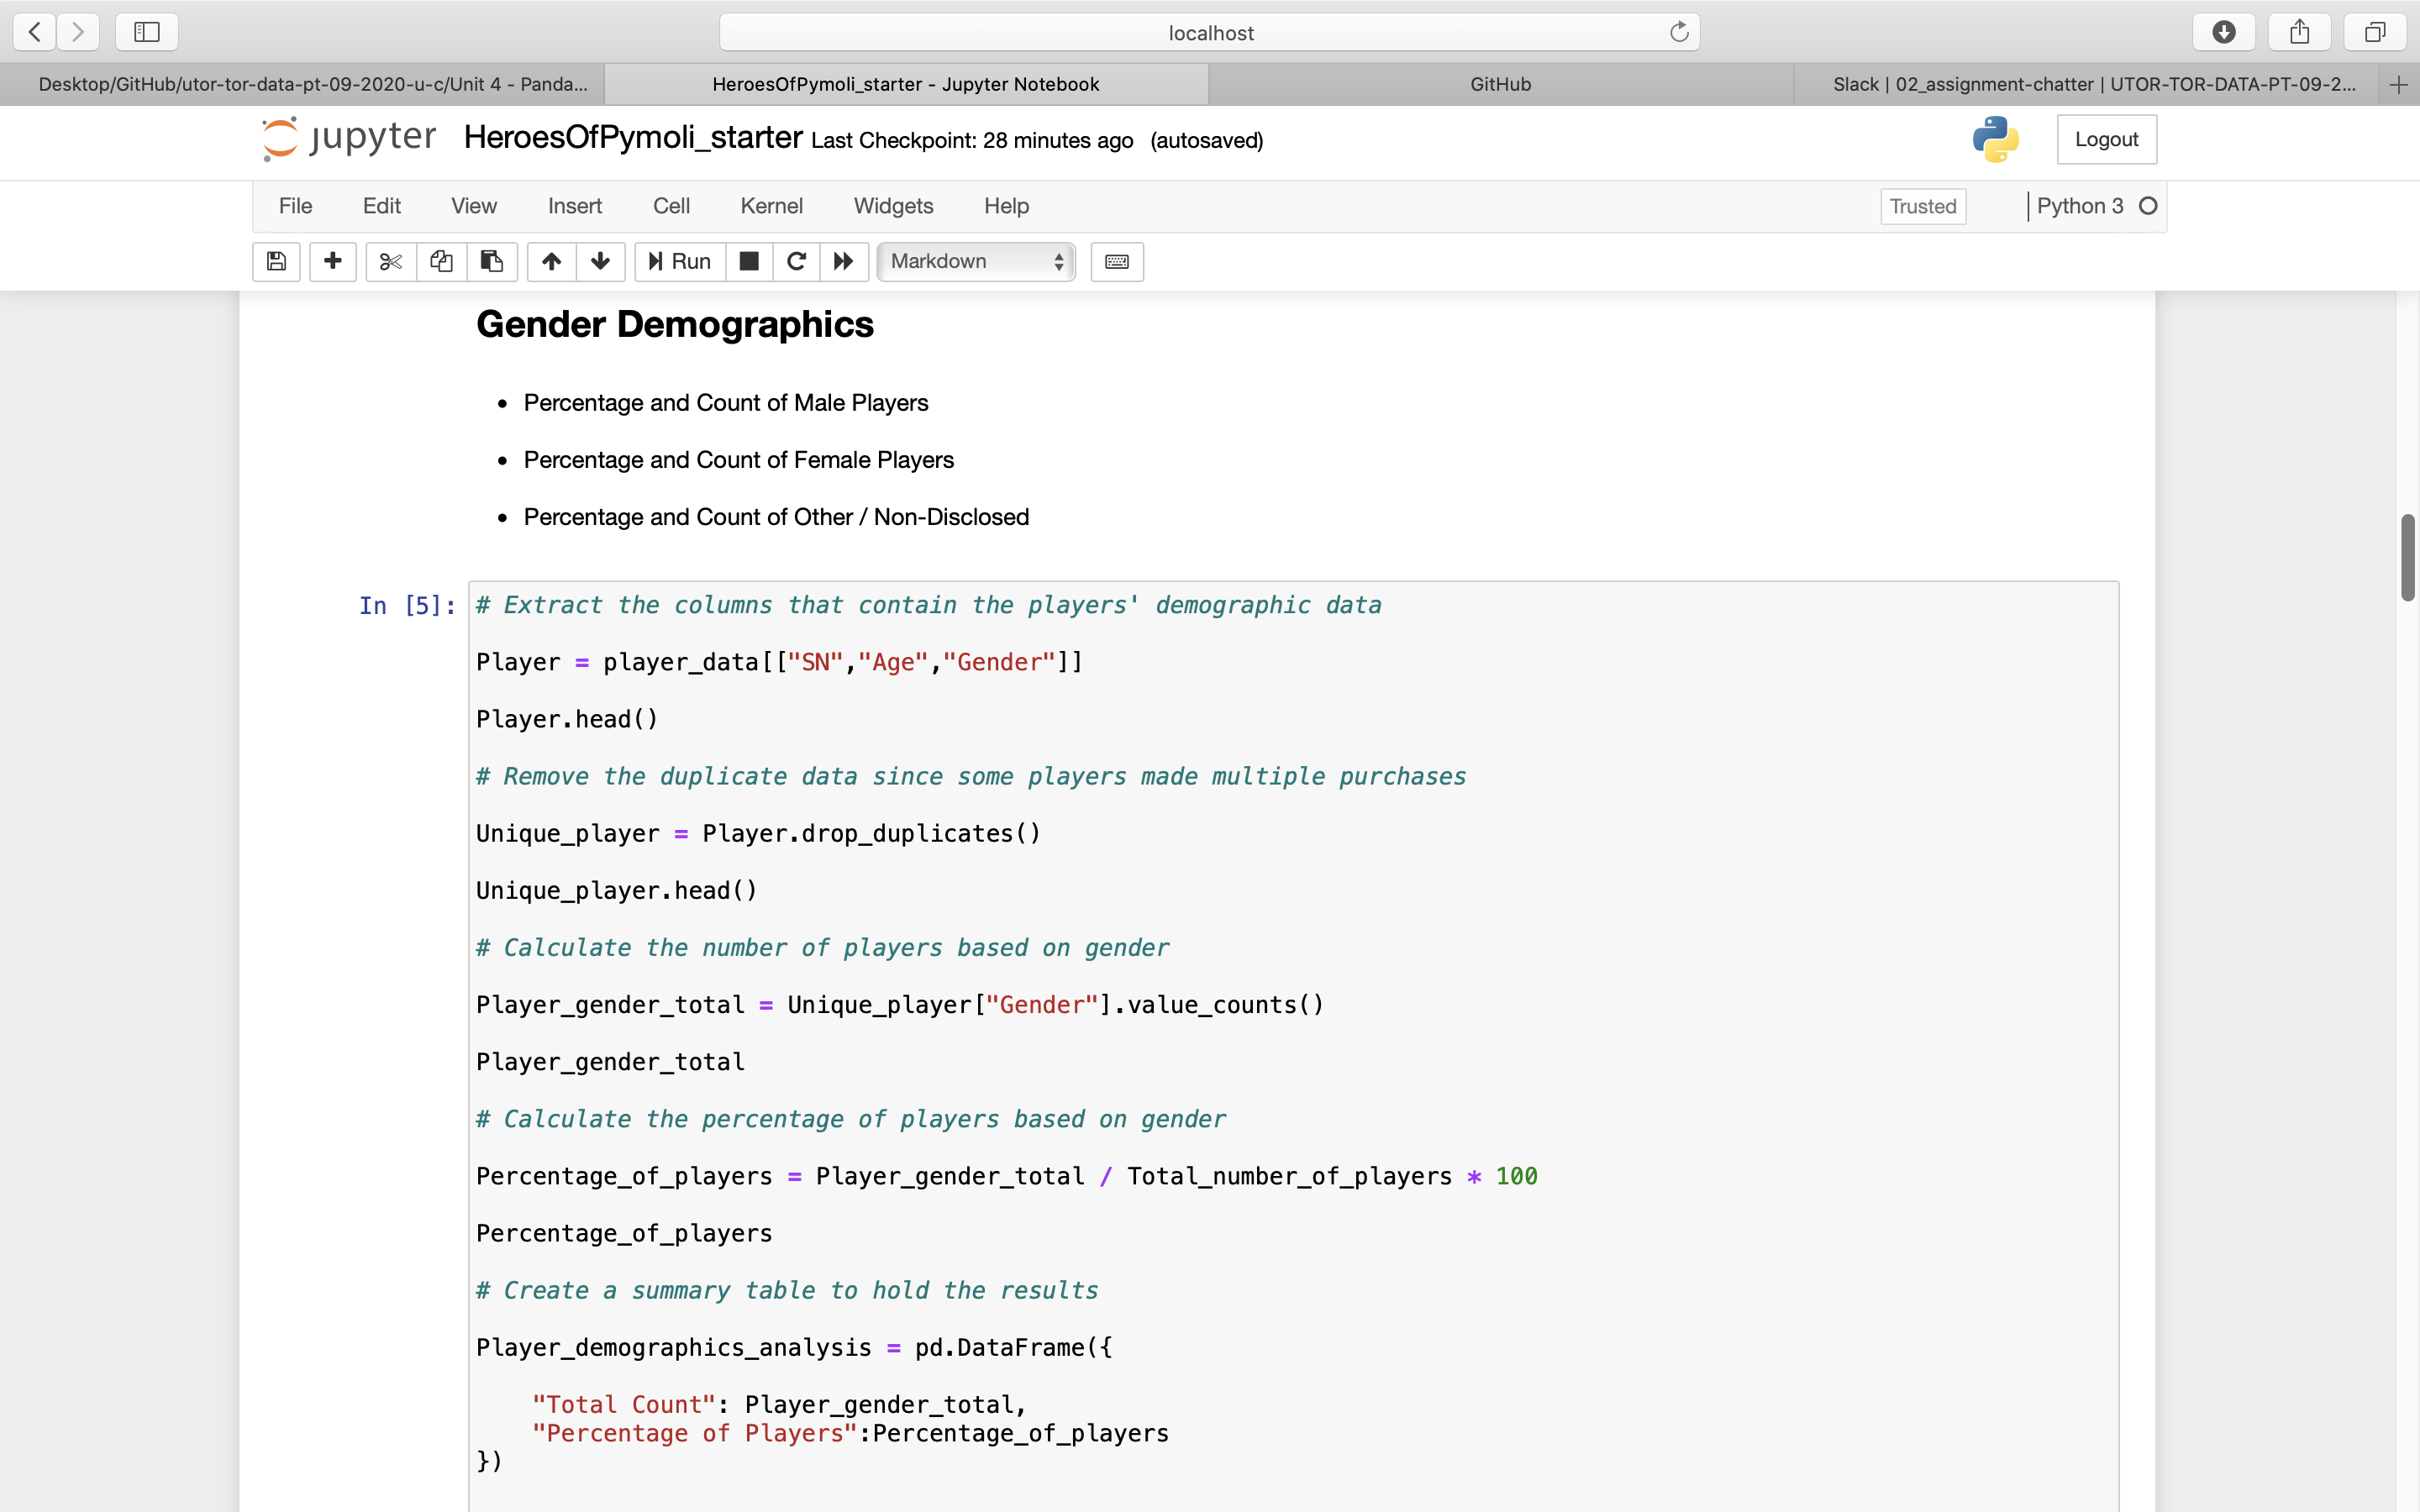 localhost
Desktop/GitHub/utor-tor-data-pt-09-2020-u-c/Unit 4 - Panda...
HeroesOfPymoli_starter - Jupyter Notebook
GitHub
Slack | 02_assignment-chatter | UTOR-TOR-DATA-PT-09-2...
jupyter HeroesOfPymoli_starter Last Checkpoint: 28 minutes ago (autosaved)
Logout
File Edit View Insert Cell Kernel Widgets Help
Trusted
Python 3
Run
Markdown
Gender Demographics
• Percentage and Count of Male Players
• Percentage and Count of Female Players
• Percentage and Count of Other / Non-Disclosed
In [5]:
# Extract the columns that contain the players' demographic data
Player = player_data[["SN","Age","Gender"]]
Player.head()
# Remove the duplicate data since some players made multiple purchases
Unique_player = Player.drop_duplicates()
Unique_player.head()
# Calculate the number of players based on gender
Player_gender_total = Unique_player["Gender"].value_counts()
Player_gender_total
# Calculate the percentage of players based on gender
Percentage_of_players = Player_gender_total / Total_number_of_players * 100
Percentage_of_players
# Create a summary table to hold the results
Player_demographics_analysis = pd.DataFrame({
    "Total Count": Player_gender_total,
    "Percentage of Players":Percentage_of_players
})